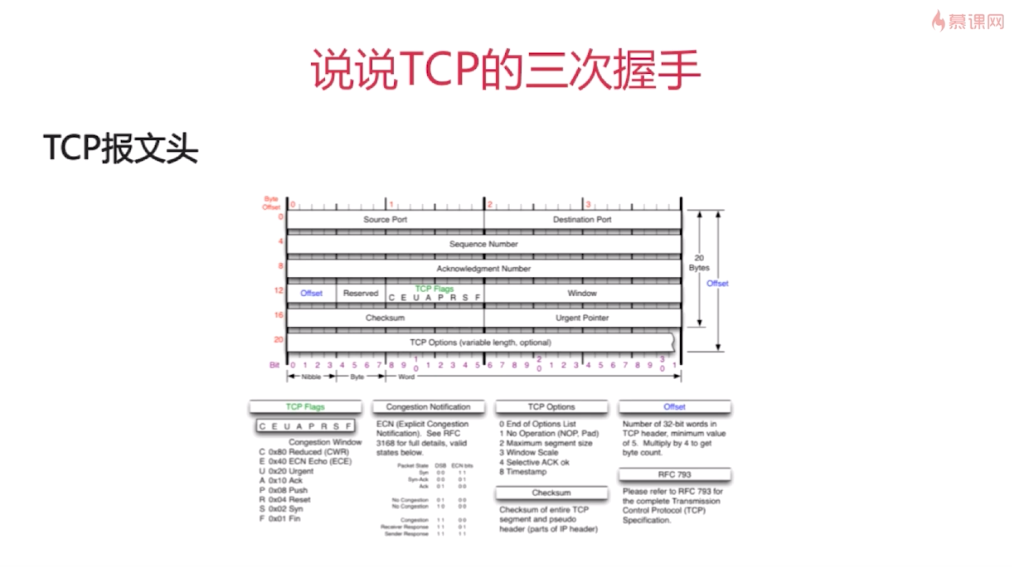 慕课网
说说TCP的三次握手
TCP报文头
Byte
Offset
0 1 2 3
0 Source Port Destination Port
4 Sequence Number
20
Bytes
8 Acknowledgment Number
Offset
TCP Flags
12 Offset Reserved C E U A P R S F Window
16 Checksum Urgent Pointer
20 TCP Options (variable length, optional)
Bit 0 1 2 3 4 5 6 7 8 9 10 1 2 3 4 5 6 7 8 9 20 1 2 3 4 5 6 7 8 9 30 1
Nibble Byte Word
TCP Flags
C E U A P R S F
Congestion Window
C 0x80 Reduced (CWR)
E 0x40 ECN Echo (ECE)
U 0x20 Urgent
A 0x10 Ack
P 0x08 Push
R 0x04 Reset
S 0x02 Syn
F 0x01 Fin
Congestion Notification
ECN (Explicit Congestion
Notification). See RFC
3168 for full details, valid
states below.
Packet State DSB ECN bits
Syn 0 0 1 1
Syn-Ack 0 0 0 1
Ack 0 1 0 0
No Congestion 0 1 0 0
No Congestion 1 0 0 0
Congestion 1 1 0 0
Receiver Response 1 1 0 1
Sender Response 1 1 1 1
TCP Options
0 End of Options List
1 No Operation (NOP, Pad)
2 Maximum segment size
3 Window Scale
4 Selective ACK ok
8 Timestamp
Checksum
Checksum of entire TCP
segment and pseudo
header (parts of IP header)
Offset
Number of 32-bit words in
TCP header, minimum value
of 5. Multiply by 4 to get
byte count.
RFC 793
Please refer to RFC 793 for
the complete Transmission
Control Protocol (TCP)
Specification.